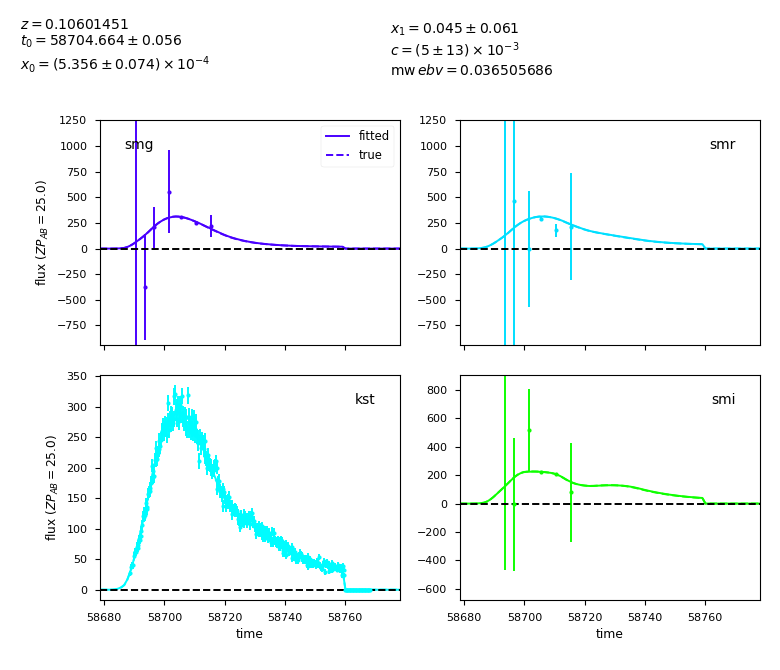 z = 0.10601451
t₀ = 58704.664 ± 0.056
x₀ = (5.356 ± 0.074) × 10⁻⁴
x₁ = 0.045 ± 0.061
c = (5 ± 13) × 10⁻³
mw ebv = 0.036505686
1250
1000
750
500
250
0
−250
−500
−750
flux (ZP_AB = 25.0)
smg
fitted
true
1250
1000
750
500
250
0
−250
−500
−750
smr
350
300
250
200
150
100
50
0
flux (ZP_AB = 25.0)
kst
58680 58700 58720 58740 58760
time
800
600
400
200
0
−200
−400
−600
smi
58680 58700 58720 58740 58760
time